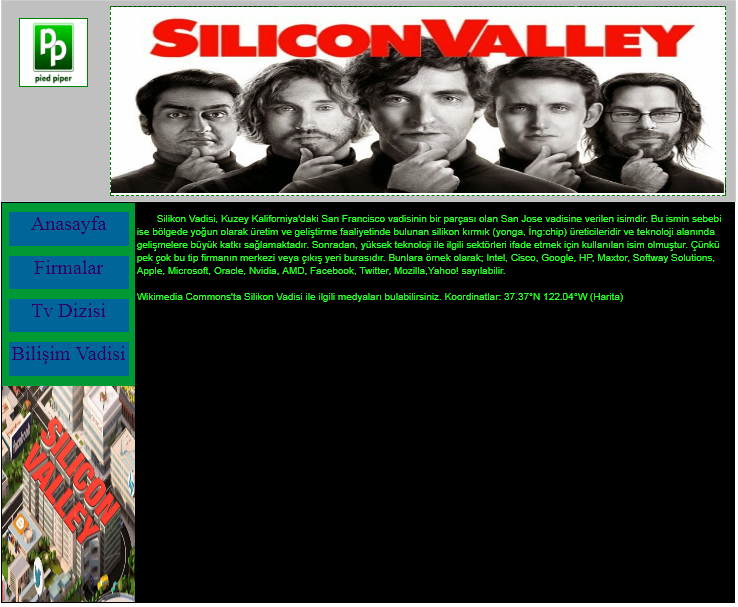 SILICON VALLEY
pied piper
Anasayfa
Firmalar
Tv Dizisi
Bilişim Vadisi
SILICON
VALLEY
Silikon Vadisi, Kuzey Kaliforniya'daki San Francisco vadisinin bir parçası olan San Jose vadisine verilen isimdir. Bu ismin sebebi
ise bölgede yoğun olarak üretim ve geliştirme faaliyetinde bulunan silikon kırmık (yonga, İng:chip) üreticileridir ve teknoloji alanında
gelişmelere büyük katkı sağlamaktadır. Sonradan, yüksek teknoloji ile ilgili sektörleri ifade etmek için kullanılan isim olmuştur. Çünkü
pek çok bu tip firmanın merkezi veya çıkış yeri burasıdır. Bunlara örnek olarak; Intel, Cisco, Google, HP, Maxtor, Softway Solutions,
Apple, Microsoft, Oracle, Nvidia, AMD, Facebook, Twitter, Mozilla,Yahoo! sayılabilir.
Wikimedia Commons'ta Silikon Vadisi ile ilgili medyaları bulabilirsiniz. Koordinatlar: 37.37°N 122.04°W (Harita)